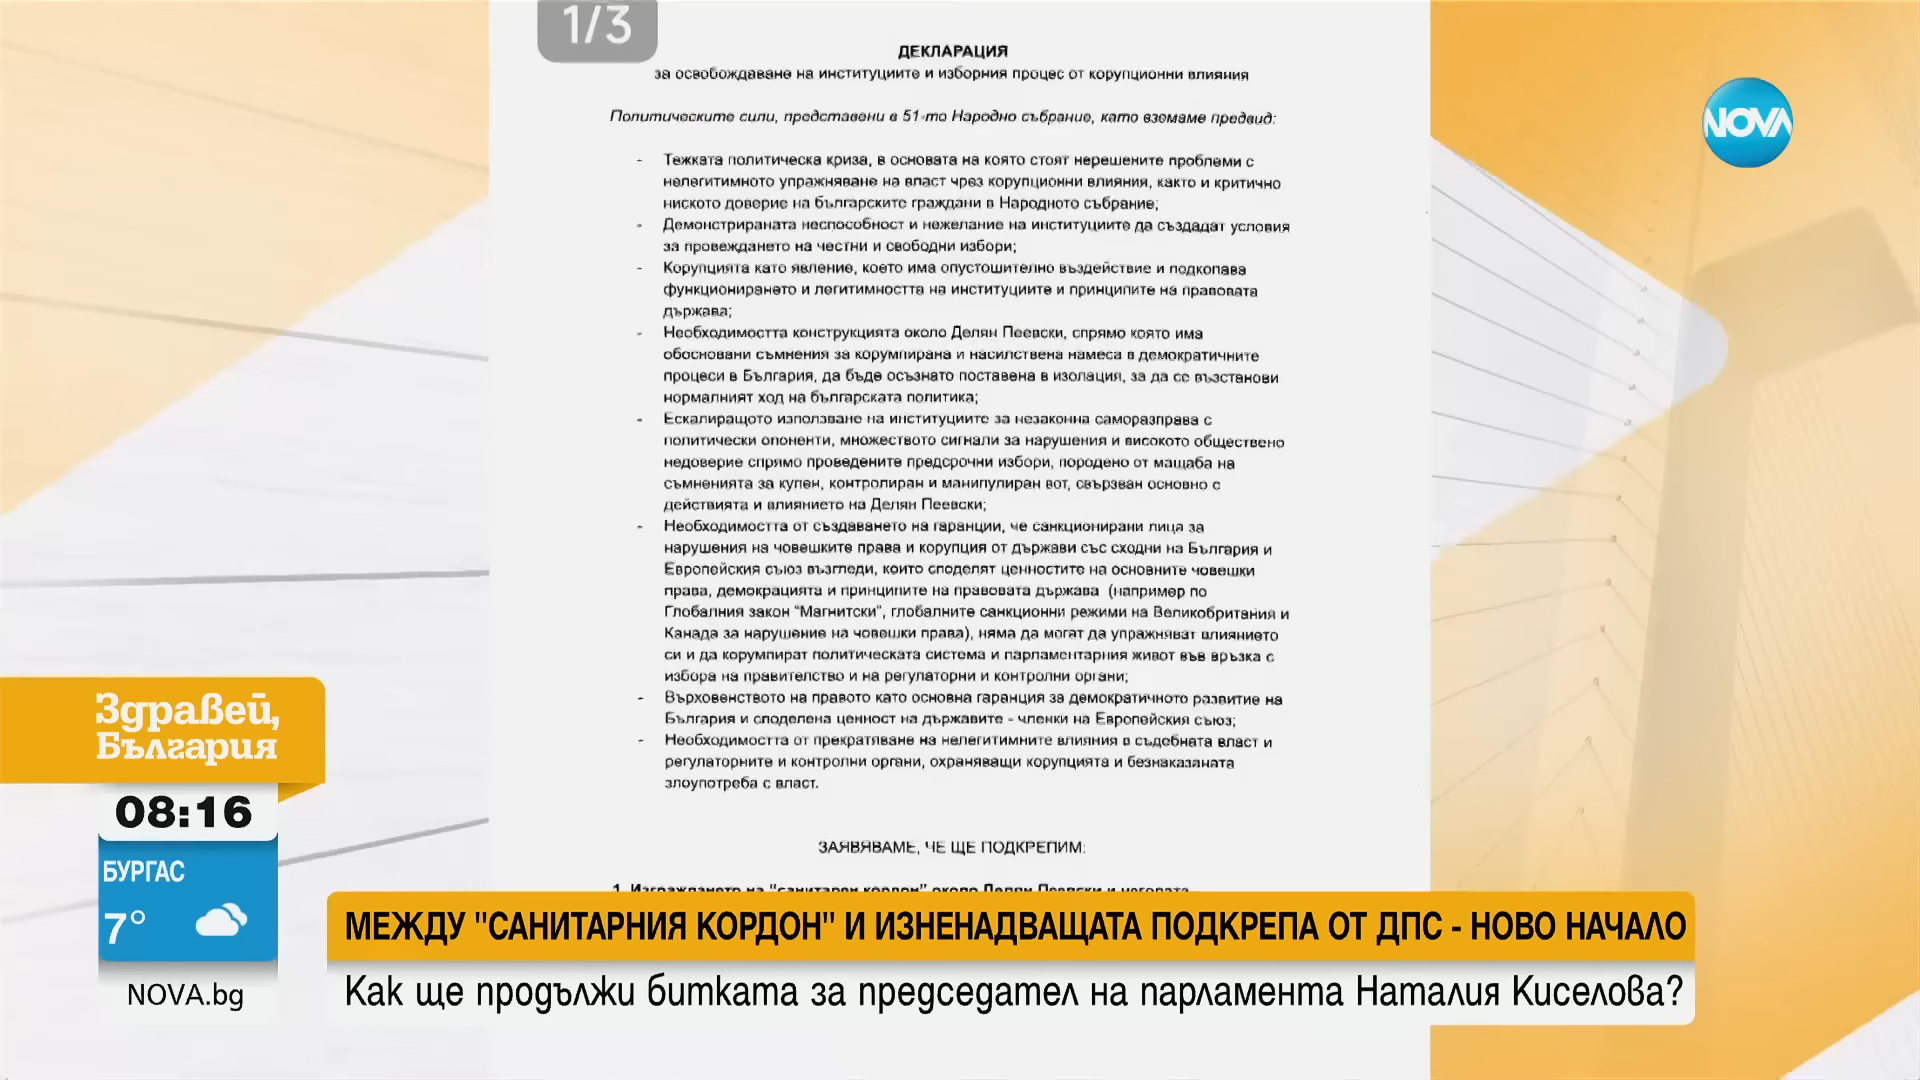 1/3
ДЕКЛАРАЦИЯ
за освобождаване на институциите и изборния процес от корупционни влияния
Политическите сили, представени в 51-то Народно събрание, като вземаме предвид:
- Тежката политическа криза, в основата на която стоят нерешените проблеми с
нелегитимното упражняване на власт чрез корупционни влияния, както и критично
ниското доверие на българските граждани в Народното събрание;
- Демонстрираната неспособност и нежелание на институциите да създадат условия
за провеждането на честни и свободни избори;
- Корупцията като явление, което има опустошително въздействие и подкопава
функционирането и легитимността на институциите и принципите на правовата
държава;
- Необходимостта конструкцията около Делян Пеевски, спрямо която има
обосновани съмнения за корумпирана и насилствена намеса в демократичните
процеси в България, да бъде осъзнато поставена в изолация, за да се възстанови
нормалният ход на българската политика;
- Ескалиращото използване на институциите за незаконна саморазправа с
политически опоненти, множеството сигнали за нарушения и високото обществено
недоверие спрямо проведените предсрочни избори, породено от мащаба на
съмненията за купен, контролиран и манипулиран вот, свързван основно с
действията и влиянието на Делян Пеевски;
- Необходимостта от създаването на гаранции, че санкционирани лица за
нарушения на човешките права и корупция от държави със сходни на България и
Европейския съюз възгледи, които споделят ценностите на основните човешки
права, демокрацията и принципите на правовата държава (например по
Глобалния закон "Магнитски", глобалните санкционни режими на Великобритания и
Канада за нарушение на човешки права), няма да могат да упражняват влиянието
си и да корумпират политическата система и парламентарния живот във връзка с
избора на правителство и на регулаторни и контролни органи;
- Върховенството на правото като основна гаранция за демократичното развитие на
България и споделена ценност на държавите - членки на Европейския съюз;
- Необходимостта от прекратяване на нелегитимните влияния в съдебната власт и
регулаторните и контролни органи, охраняващи корупцията и безнаказаната
злоупотреба с власт.
ЗАЯВЯВАМЕ, ЧЕ ЩЕ ПОДКРЕПИМ:
1. Изграждането на "санитарен кордон" около Делян Пеевски и неговата
NOVA
Здравей,
България
08:16
БУРГАС
7°
NOVA.bg
МЕЖДУ "САНИТАРНИЯ КОРДОН" И ИЗНЕНАДВАЩАТА ПОДКРЕПА ОТ ДПС - НОВО НАЧАЛО
Как ще продължи битката за председател на парламента Наталия Киселова?